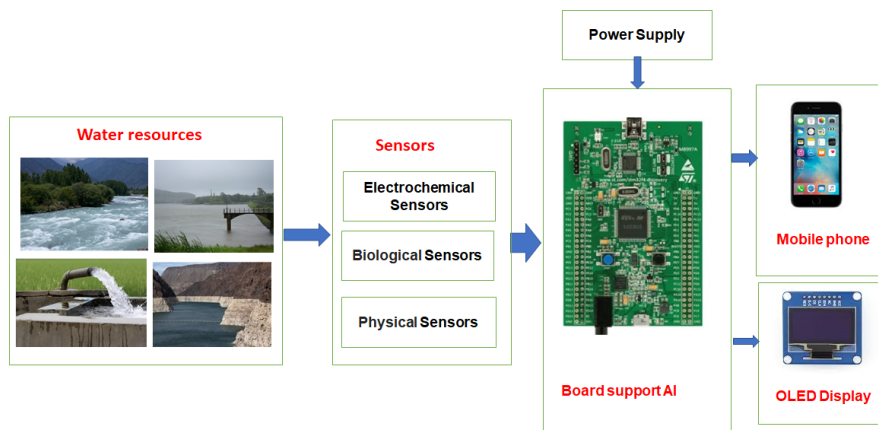 Power Supply
Water resources
Sensors
Electrochemical
Sensors
Biological Sensors
Physical Sensors
Board support AI
Mobile phone
OLED Display